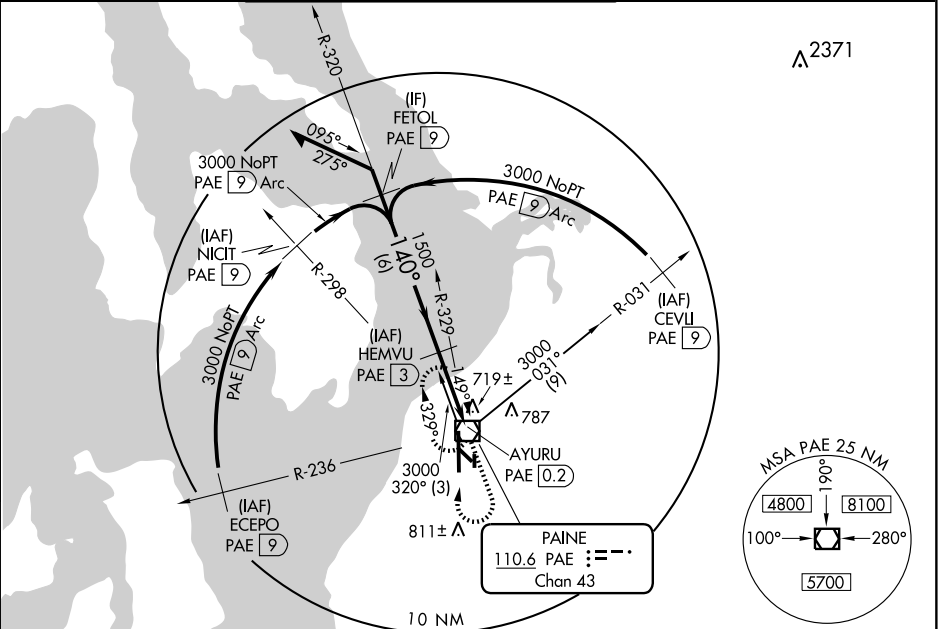 R-320
2371
(IF)
FETOL
PAE 9
095°
275°
3000 NoPT
PAE 9 Arc
3000 NoPT
PAE 9 Arc
(IAF)
NICIT
PAE 9
R-298
1500
140°
(6)
R-329
R-031
(IAF)
CEVLI
PAE 9
3000 NoPT
PAE 9 Arc
(IAF)
HEMVU
PAE 3
3000
031°
(9)
149°
719±
787
329°
AYURU
PAE 0.2
3000
320° (3)
R-236
(IAF)
ECEPO
PAE 9
811±
PAINE
110.6 PAE
Chan 43
10 NM
MSA PAE 25 NM
190°
4800
8100
100°
280°
5700